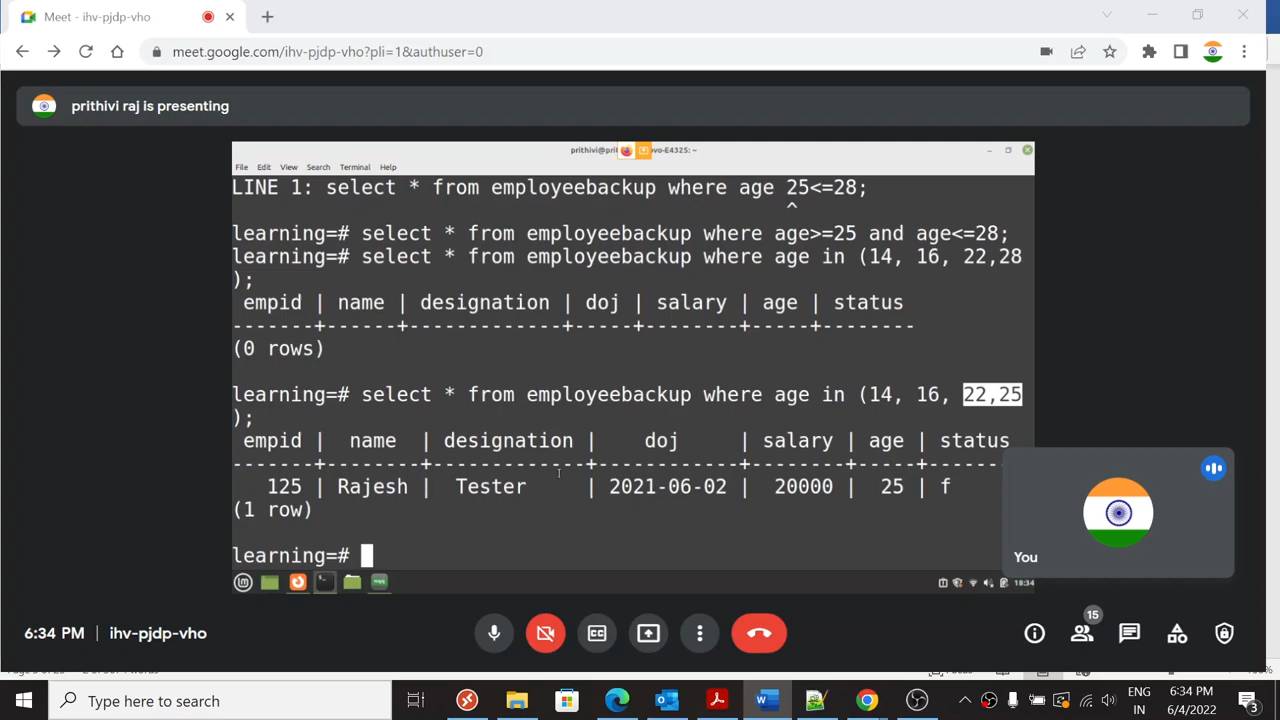 Meet - ihv-pjdp-vho
meet.google.com/ihv-pjdp-vho?pli=1&authuser=0
prithivi raj is presenting
File Edit View Search Terminal Help
LINE 1: select * from employeebackup where age 25<=28;
^
learning=# select * from employeebackup where age>=25 and age<=28;
learning=# select * from employeebackup where age in (14, 16, 22,28
);
empid | name | designation | doj | salary | age | status
-------+------+-------------+-----+--------+-----+--------
(0 rows)
learning=# select * from employeebackup where age in (14, 16, 22,25
);
empid | name | designation | doj | salary | age | status
-------+--------+-------------+------------+--------+-----+------
125 | Rajesh | Tester | 2021-06-02 | 20000 | 25 | f
(1 row)
learning=#
You
18:34
6:34 PM | ihv-pjdp-vho
15
Type here to search
ENG
IN
6:34 PM
6/4/2022
3